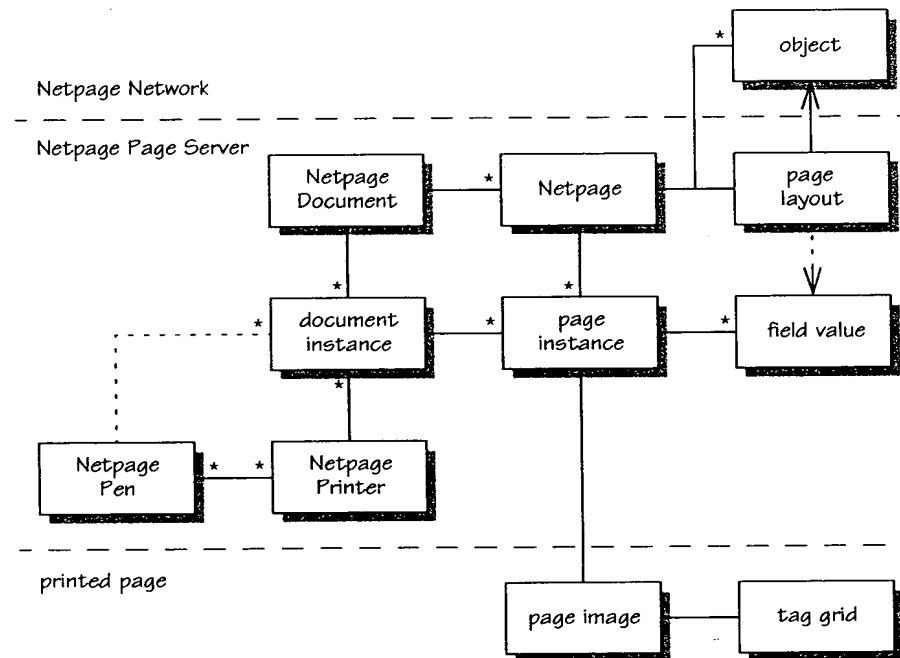 *
object
Netpage Network
Netpage Page Server
Netpage
Document
*
Netpage
page
layout
*
*
*
document
instance
*
page
instance
*
field value
*
Netpage
Pen
*
*
Netpage
Printer
printed page
page image
tag grid